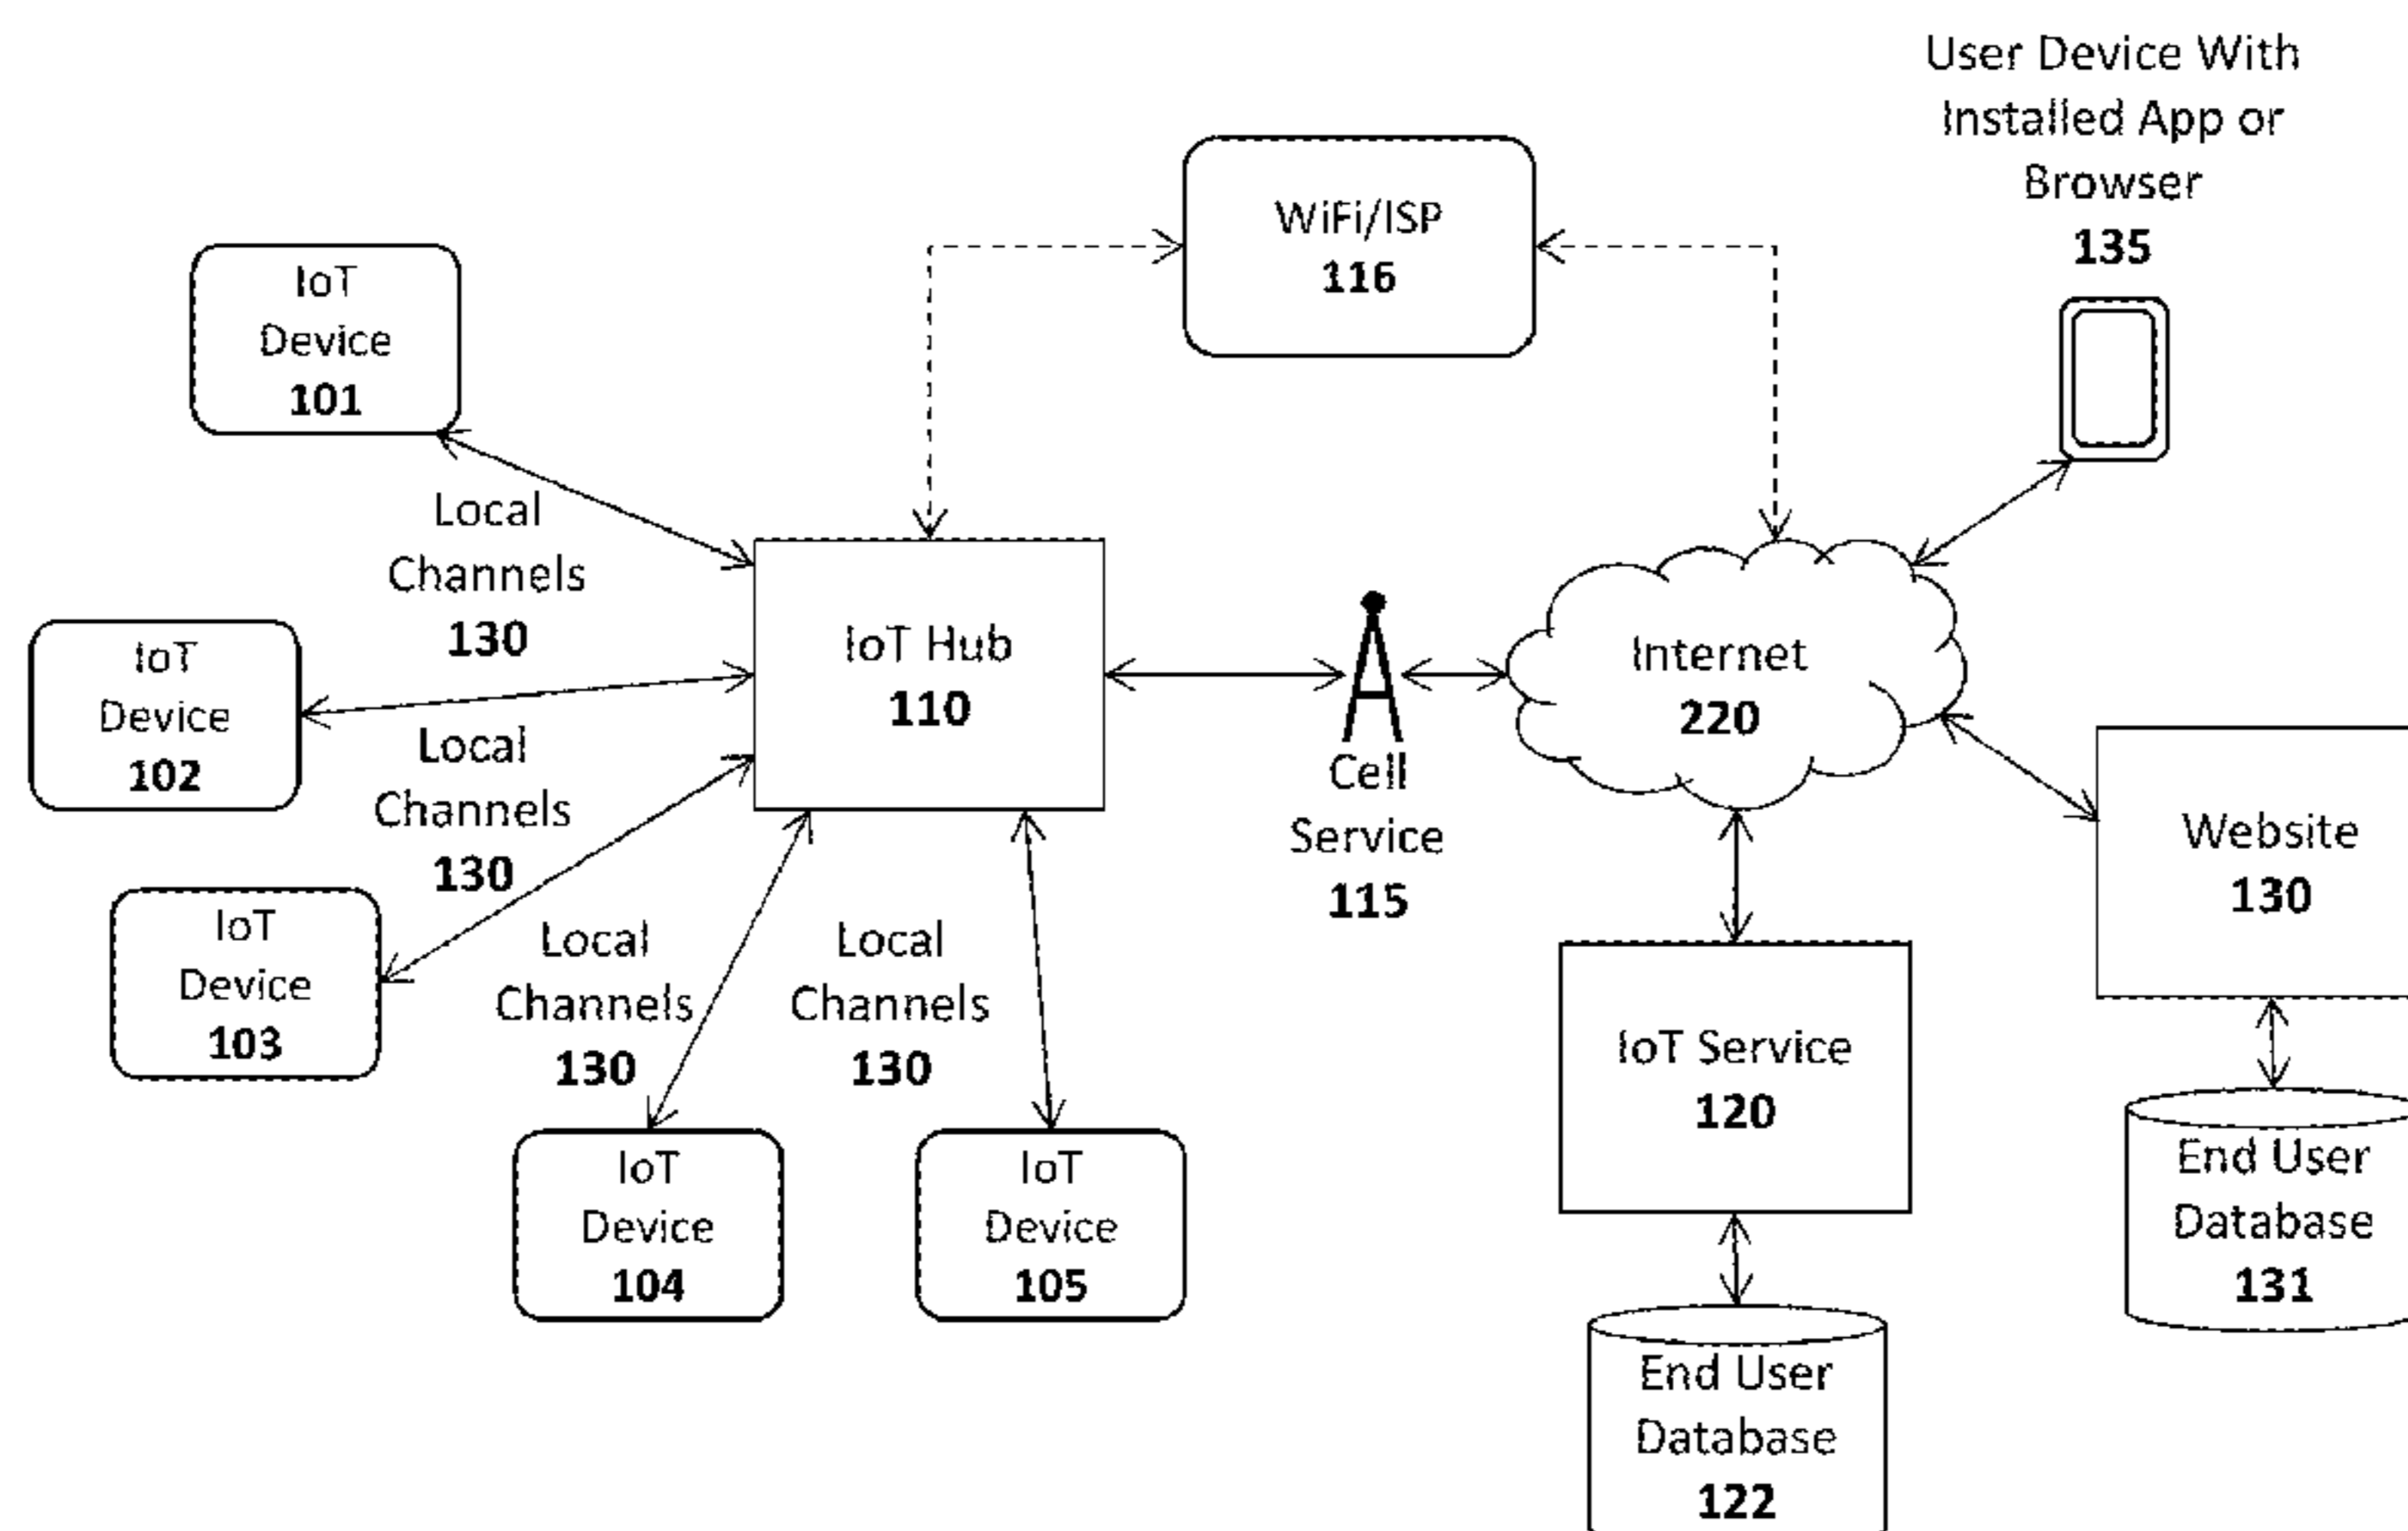 User Device With
Installed App or
Browser
135
WiFi/ISP
116
IoT
Device
101
Local
Channels
130
IoT
Device
102
IoT Hub
110
Internet
220
Local
Channels
130
Cell
Service
115
Website
130
IoT
Device
103
Local
Channels
130
Local
Channels
130
IoT Service
120
IoT
Device
104
IoT
Device
105
End User
Database
131
End User
Database
122